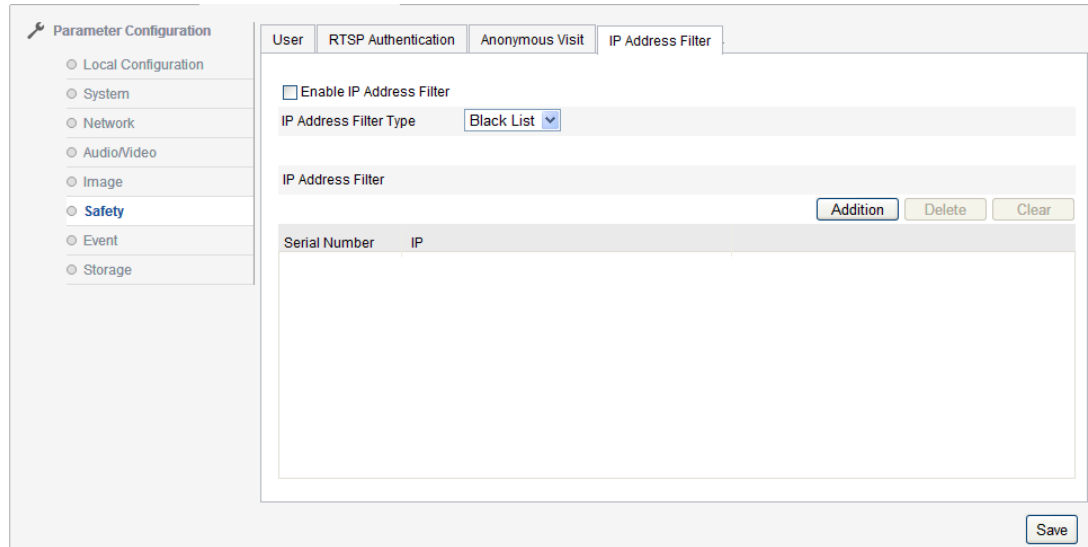 Parameter Configuration
Local Configuration
System
Network
Audio/Video
Image
Safety
Event
Storage
User RTSP Authentication Anonymous Visit IP Address Filter
Enable IP Address Filter
IP Address Filter Type Black List
IP Address Filter
Addition Delete Clear
Serial Number IP
Save